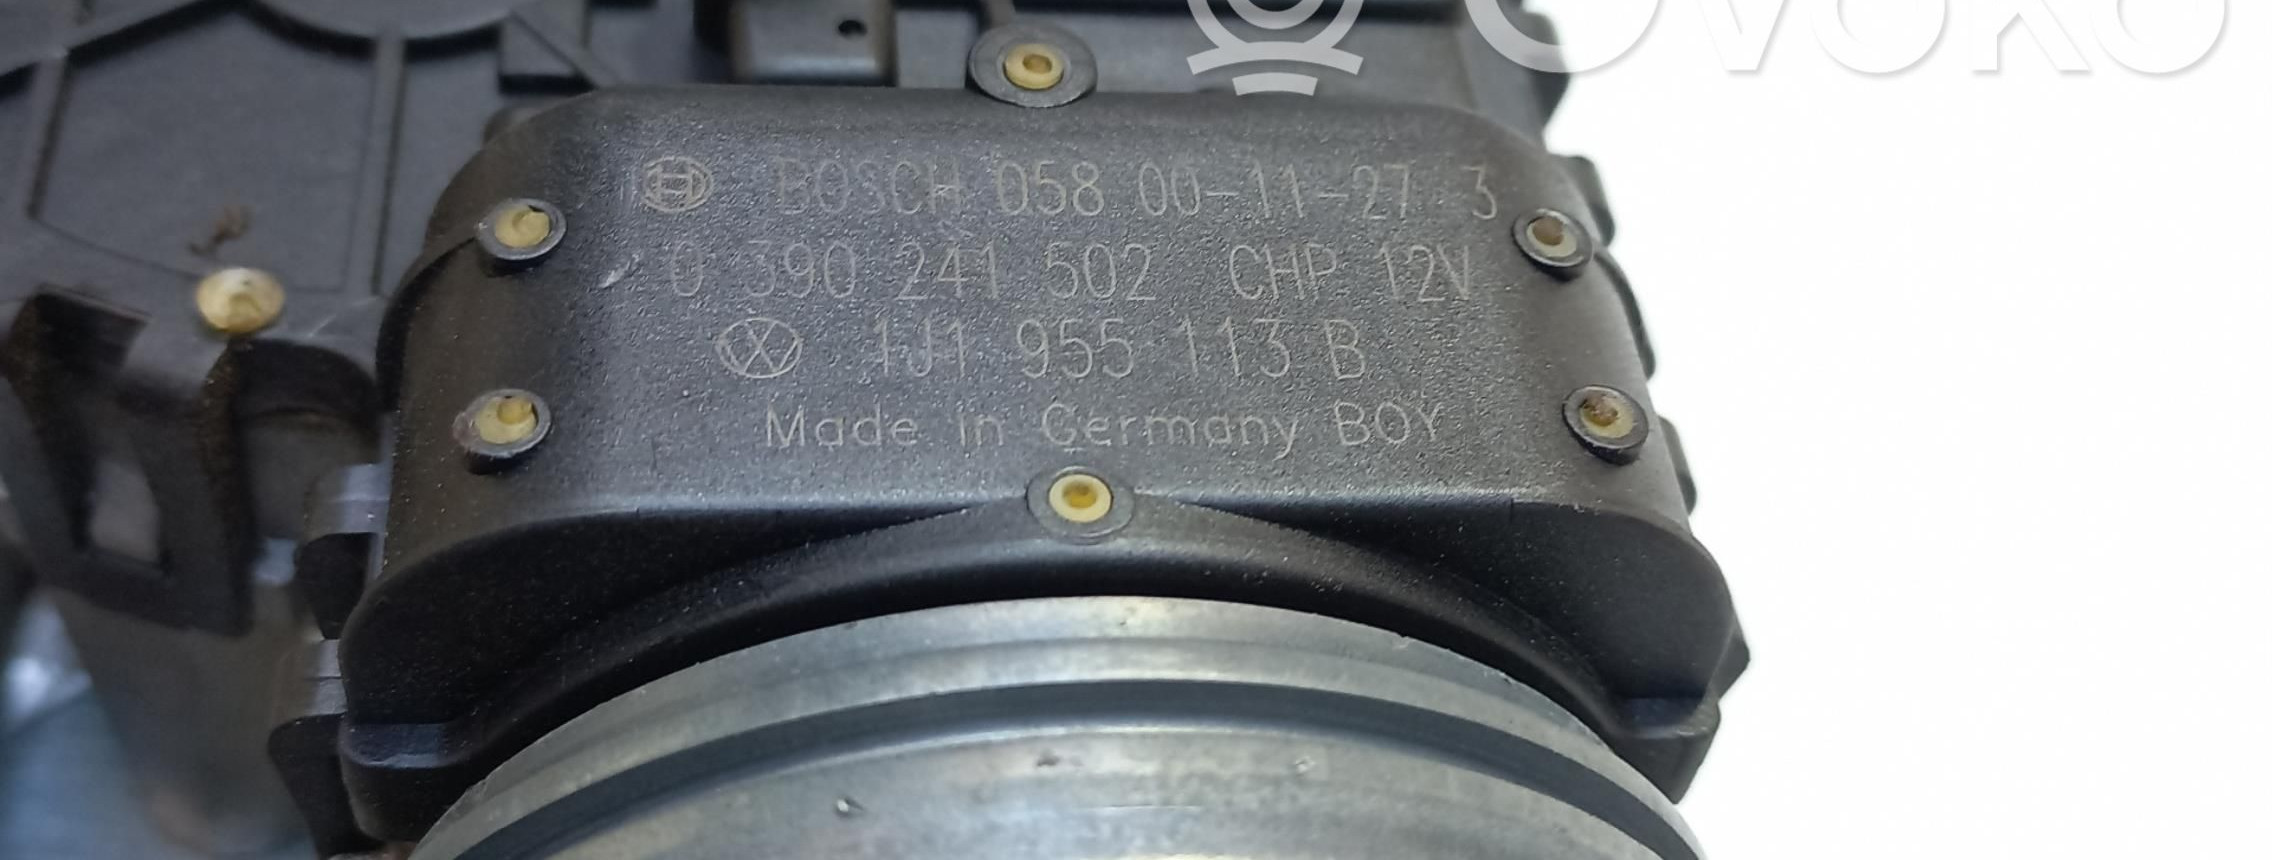 OVOKO
BOSCH 058 00-11-27 3
0 390 241 502 CHP 12V
1J1 955 113 B
Made in Germany BOY